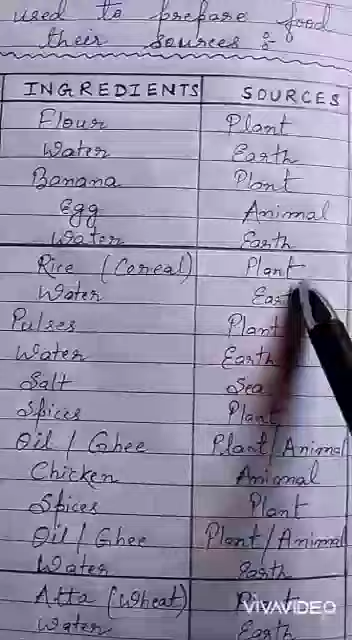 used to prepare food
their sources :-
INGREDIENTS SOURCES
Flour Plant
Water Earth
Banana Plant
Egg Animal
Water Earth
Rice (Cereal) Plant
Water
Pulses Plant
Water Earth
Salt Sea
Spices Plant
Oil / Ghee Plant/Animal
Chicken Animal
Spices Plant
Oil / Ghee Plant/Animal
Water Earth
Atta (Wheat) Plant
Water Earth
VIVAVIDEO